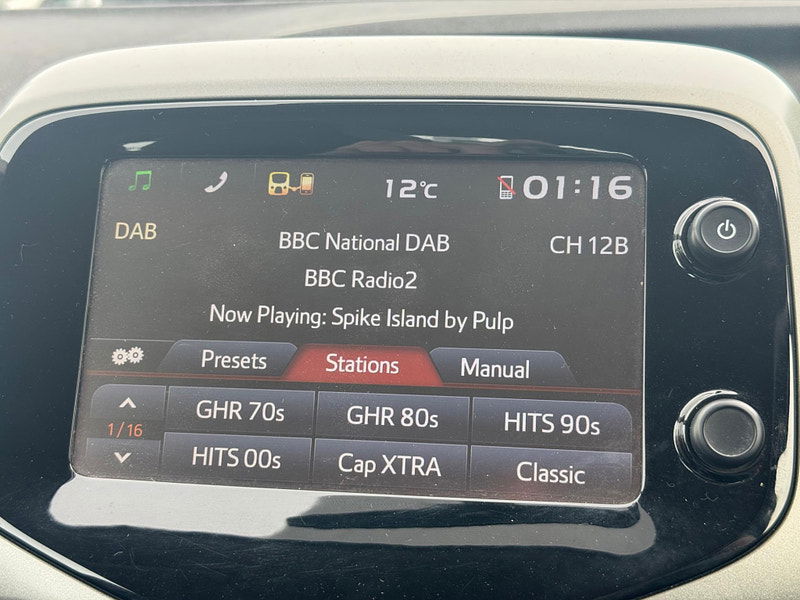 12°C 01:16
DAB BBC National DAB CH 12B
BBC Radio2
Now Playing: Spike Island by Pulp
Presets Stations Manual
GHR 70s GHR 80s HITS 90s
1/16
HITS 00s Cap XTRA Classic